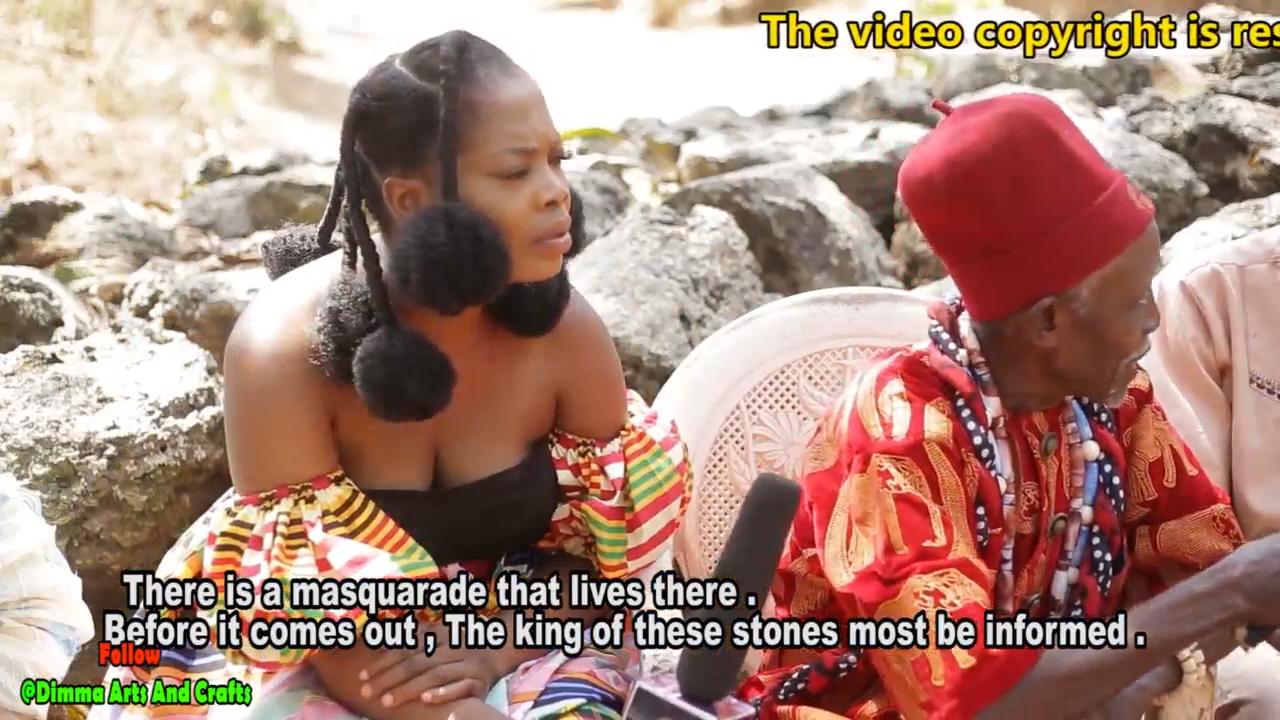 The video copyright is res
There is a masquarade that lives there .
Before it comes out , The king of these stones most be informed .
Follow
@Dimma Arts And Crafts